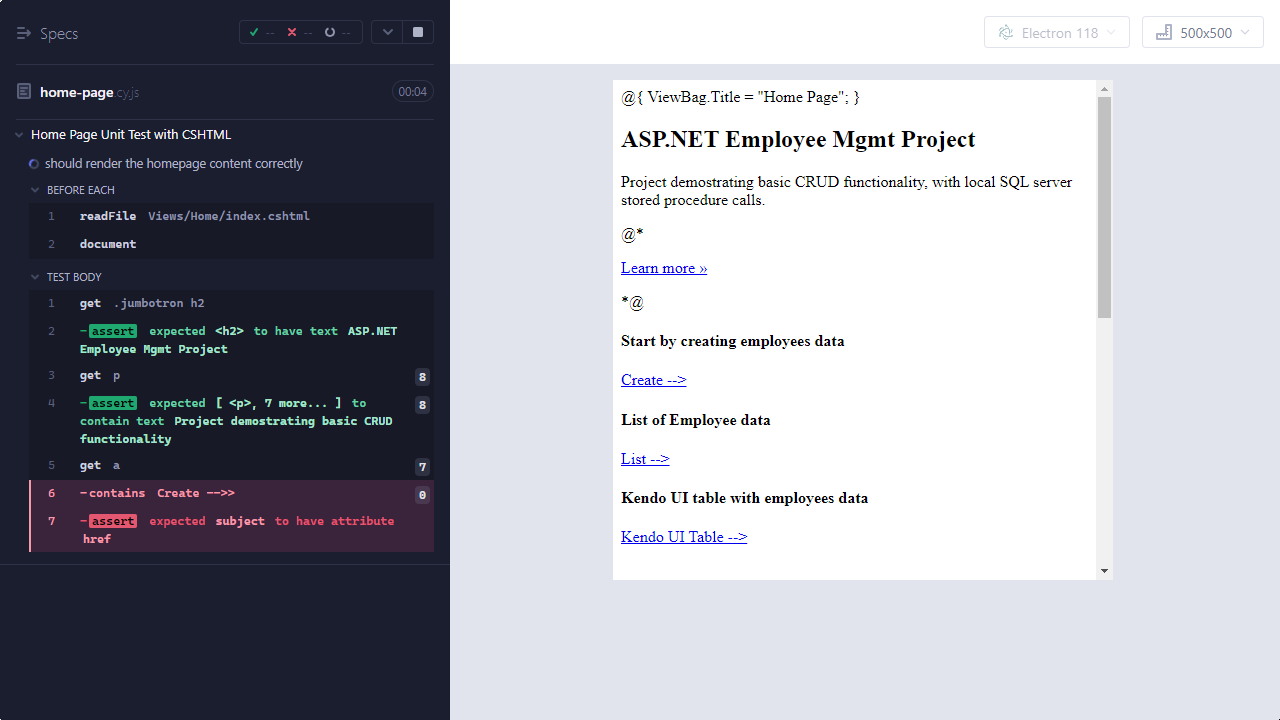 Specs
-- -- --
home-page.cy.js
00:04
Home Page Unit Test with CSHTML
should render the homepage content correctly
BEFORE EACH
1 readFile Views/Home/index.cshtml
2 document
TEST BODY
1 get .jumbotron h2
2 -assert expected <h2> to have text ASP.NET
Employee Mgmt Project
3 get p 8
4 -assert expected [ <p>, 7 more... ] to 8
contain text Project demostrating basic CRUD
functionality
5 get a 7
6 -contains Create -->> 0
7 -assert expected subject to have attribute
href
Electron 118
500x500
@{ ViewBag.Title = "Home Page"; }
ASP.NET Employee Mgmt Project
Project demostrating basic CRUD functionality, with local SQL server
stored procedure calls.
@*
Learn more »
*@
Start by creating employees data
Create -->
List of Employee data
List -->
Kendo UI table with employees data
Kendo UI Table -->